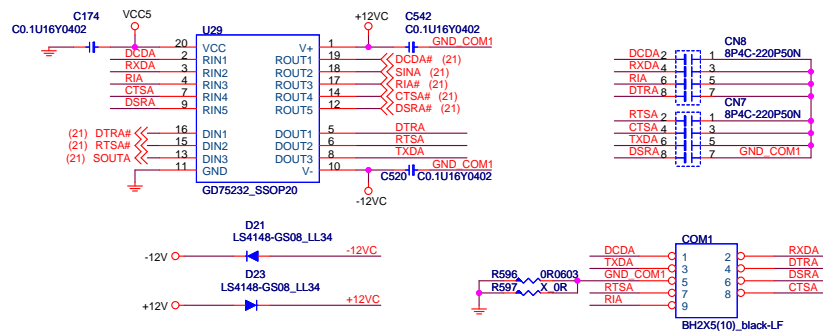 C174
C0.1U16Y0402
VCC5
U29
+12VC
C542
C0.1U16Y0402
GND_COM1
20 VCC V+ 1
DCDA 2 RIN1 ROUT1 19 DCDA# (21)
RXDA 3 RIN2 ROUT2 18 SINA (21)
RIA 4 RIN3 ROUT3 17 RIA# (21)
CTSA 7 RIN4 ROUT4 14 CTSA# (21)
DSRA 9 RIN5 ROUT5 12 DSRA# (21)
(21) DTRA# 16 DIN1 DOUT1 5 DTRA
(21) RTSA# 15 DIN2 DOUT2 6 RTSA
(21) SOUTA 13 DIN3 DOUT3 8 TXDA
11 GND V- 10 GND_COM1
GD75232_SSOP20
C520 C0.1U16Y0402
-12VC
CN8
8P4C-220P50N
DCDA 2 1
RXDA 4 3
RIA 6 5
DTRA 8 7
CN7
8P4C-220P50N
RTSA 2 1
CTSA 4 3
TXDA 6 5
DSRA 8 7 GND_COM1
D21
LS4148-GS08_LL34
-12V -12VC
D23
LS4148-GS08_LL34
+12V +12VC
R596 0R0603
R597 X_0R
COM1
DCDA 1 2 RXDA
TXDA 3 4 DTRA
GND_COM1 5 6 DSRA
RTSA 7 8 CTSA
RIA 9
BH2X5(10)_black-LF